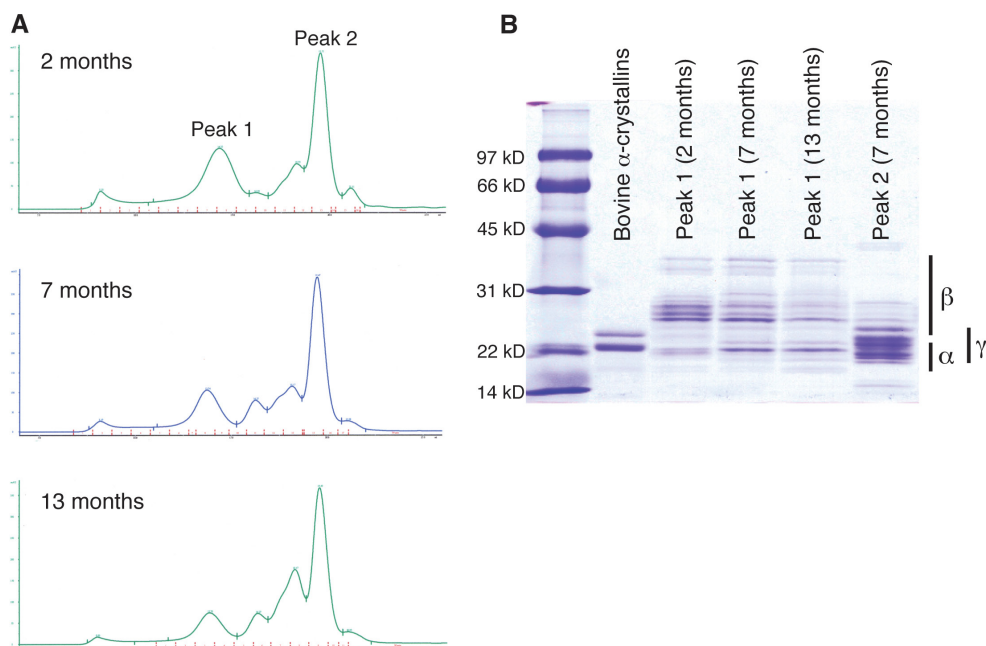 A
2 months
Peak 1
Peak 2
7 months
13 months
B
Bovine α-crystallins
Peak 1 (2 months)
Peak 1 (7 months)
Peak 1 (13 months)
Peak 2 (7 months)
97 kD
66 kD
45 kD
31 kD
22 kD
14 kD
β
α
γ